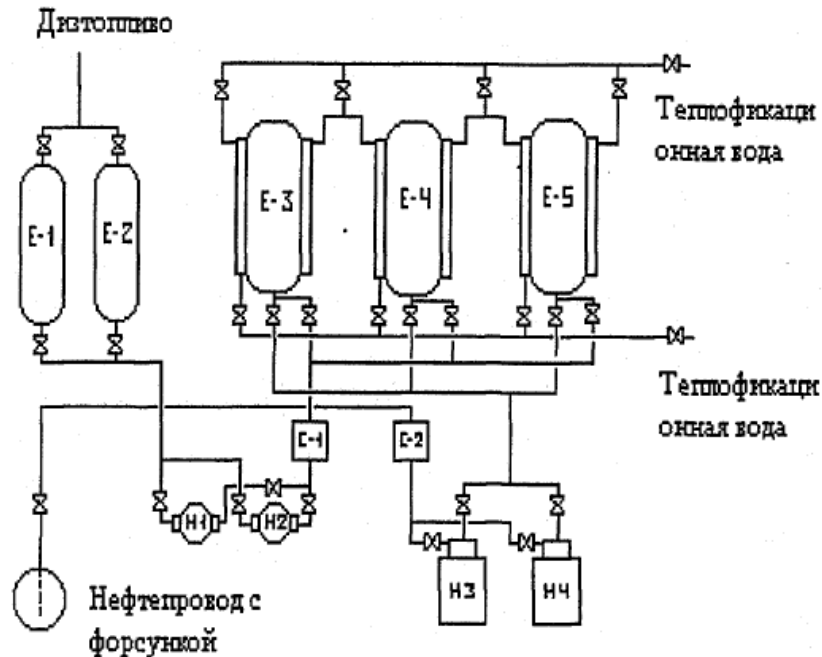 Дизтопливо
Теплофикаци
онная вода
Е-1
Е-2
Е-3
Е-4
Е-5
Теплофикаци
онная вода
С-1
С-2
Н1
Н2
Н3
Н4
Нефтепровод с
форсункой